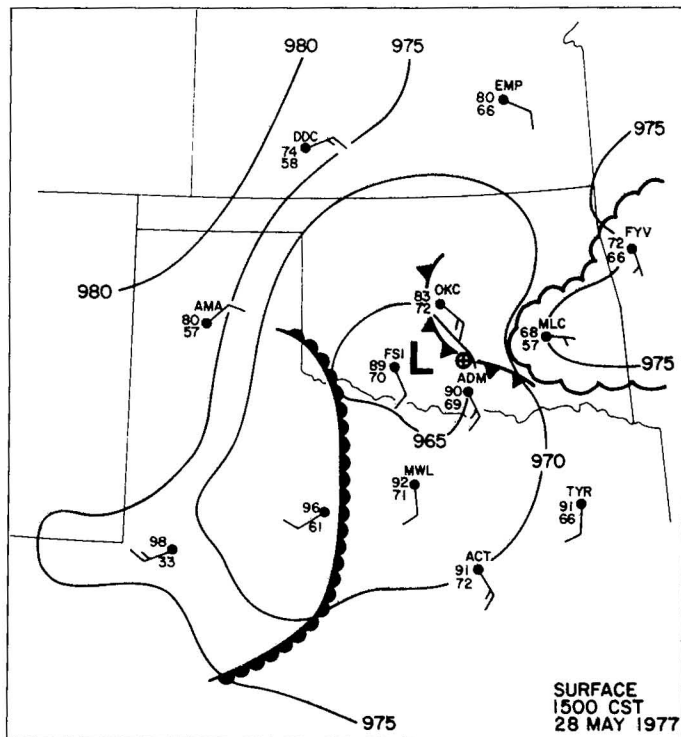 980
975
EMP
80
66
DDC
74
58
975
FYV
72
66
980
AMA
80
57
OKC
83
72
MLC
68
57
975
FSI
89
70
L
ADM
90
69
965
970
MWL
92
71
TYR
91
66
96
61
98
33
ACT
91
72
975
SURFACE
1500 CST
28 MAY 1977